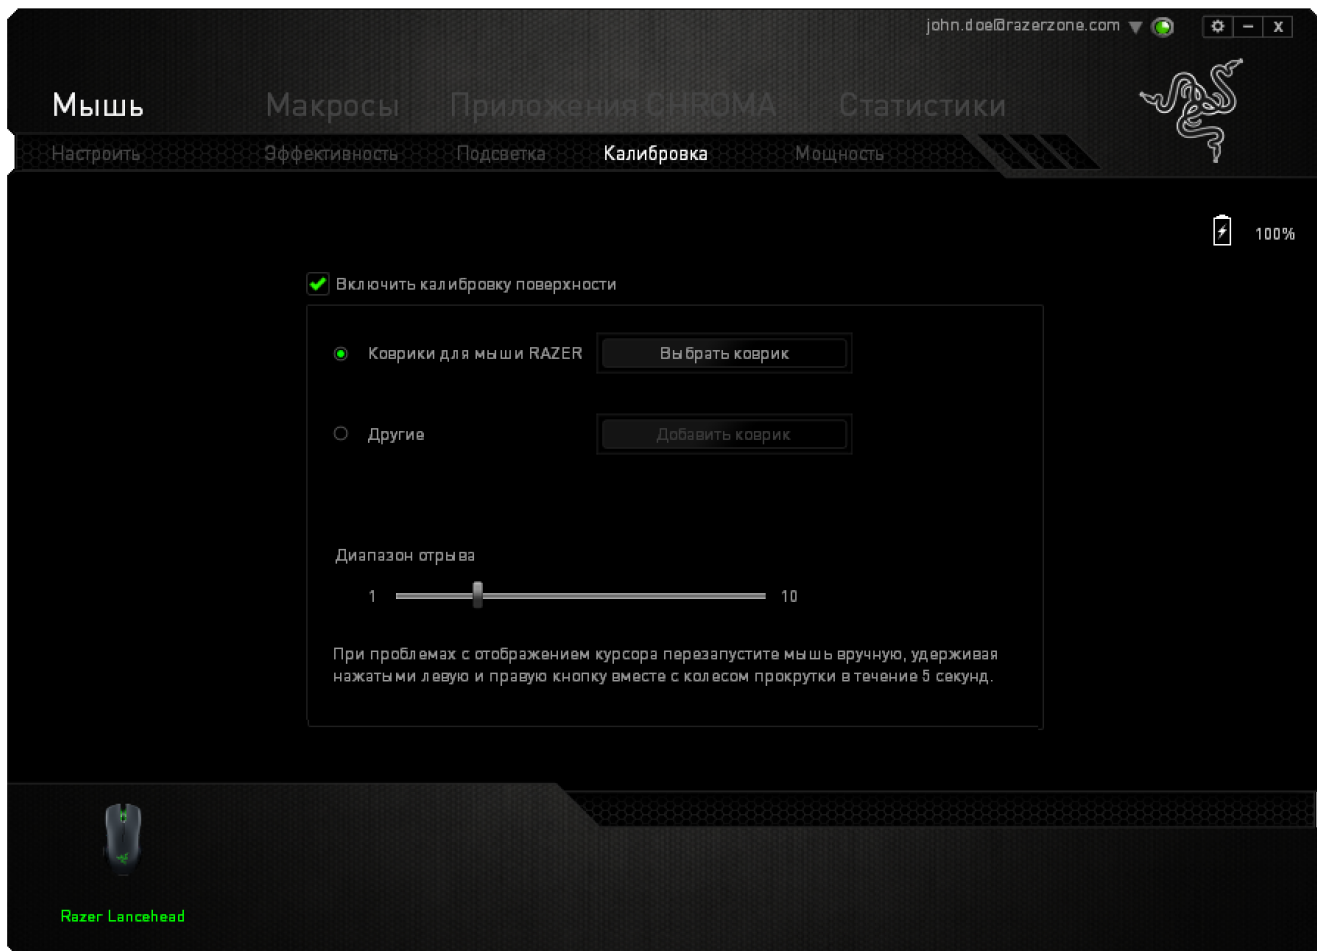 john.doe@razerzone.com
Мышь Макросы Приложения CHROMA Статистики
Настроить Эффективность Подсветка Калибровка Мощность
100%
Включить калибровку поверхности
Коврики для мыши RAZER Выбрать коврик
Другие Добавить коврик
Диапазон отрыва
1 10
При проблемах с отображением курсора перезапустите мышь вручную, удерживая
нажатыми левую и правую кнопку вместе с колесом прокрутки в течение 5 секунд.
Razer Lancehead